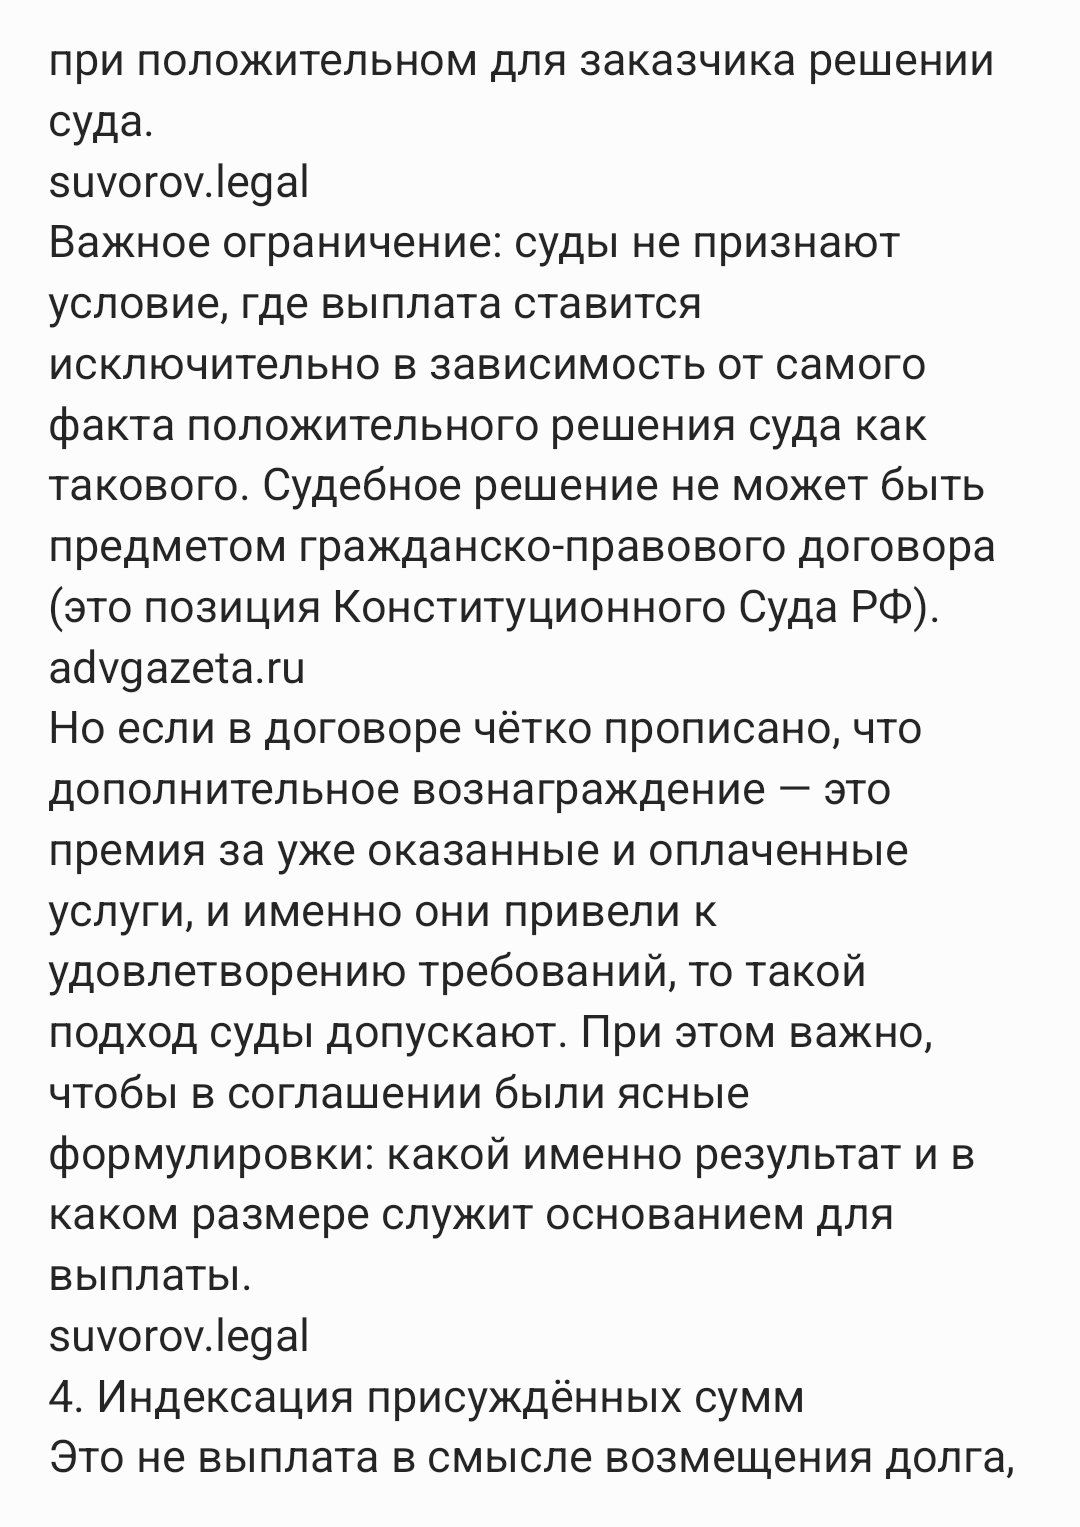 при положительном для заказчика решении
суда.
suvorov.legal
Важное ограничение: суды не признают
условие, где выплата ставится
исключительно в зависимость от самого
факта положительного решения суда как
такового. Судебное решение не может быть
предметом гражданско-правового договора
(это позиция Конституционного Суда РФ).
advgazeta.ru
Но если в договоре чётко прописано, что
дополнительное вознаграждение — это
премия за уже оказанные и оплаченные
услуги, и именно они привели к
удовлетворению требований, то такой
подход суды допускают. При этом важно,
чтобы в соглашении были ясные
формулировки: какой именно результат и в
каком размере служит основанием для
выплаты.
suvorov.legal
4. Индексация присуждённых сумм
Это не выплата в смысле возмещения долга,